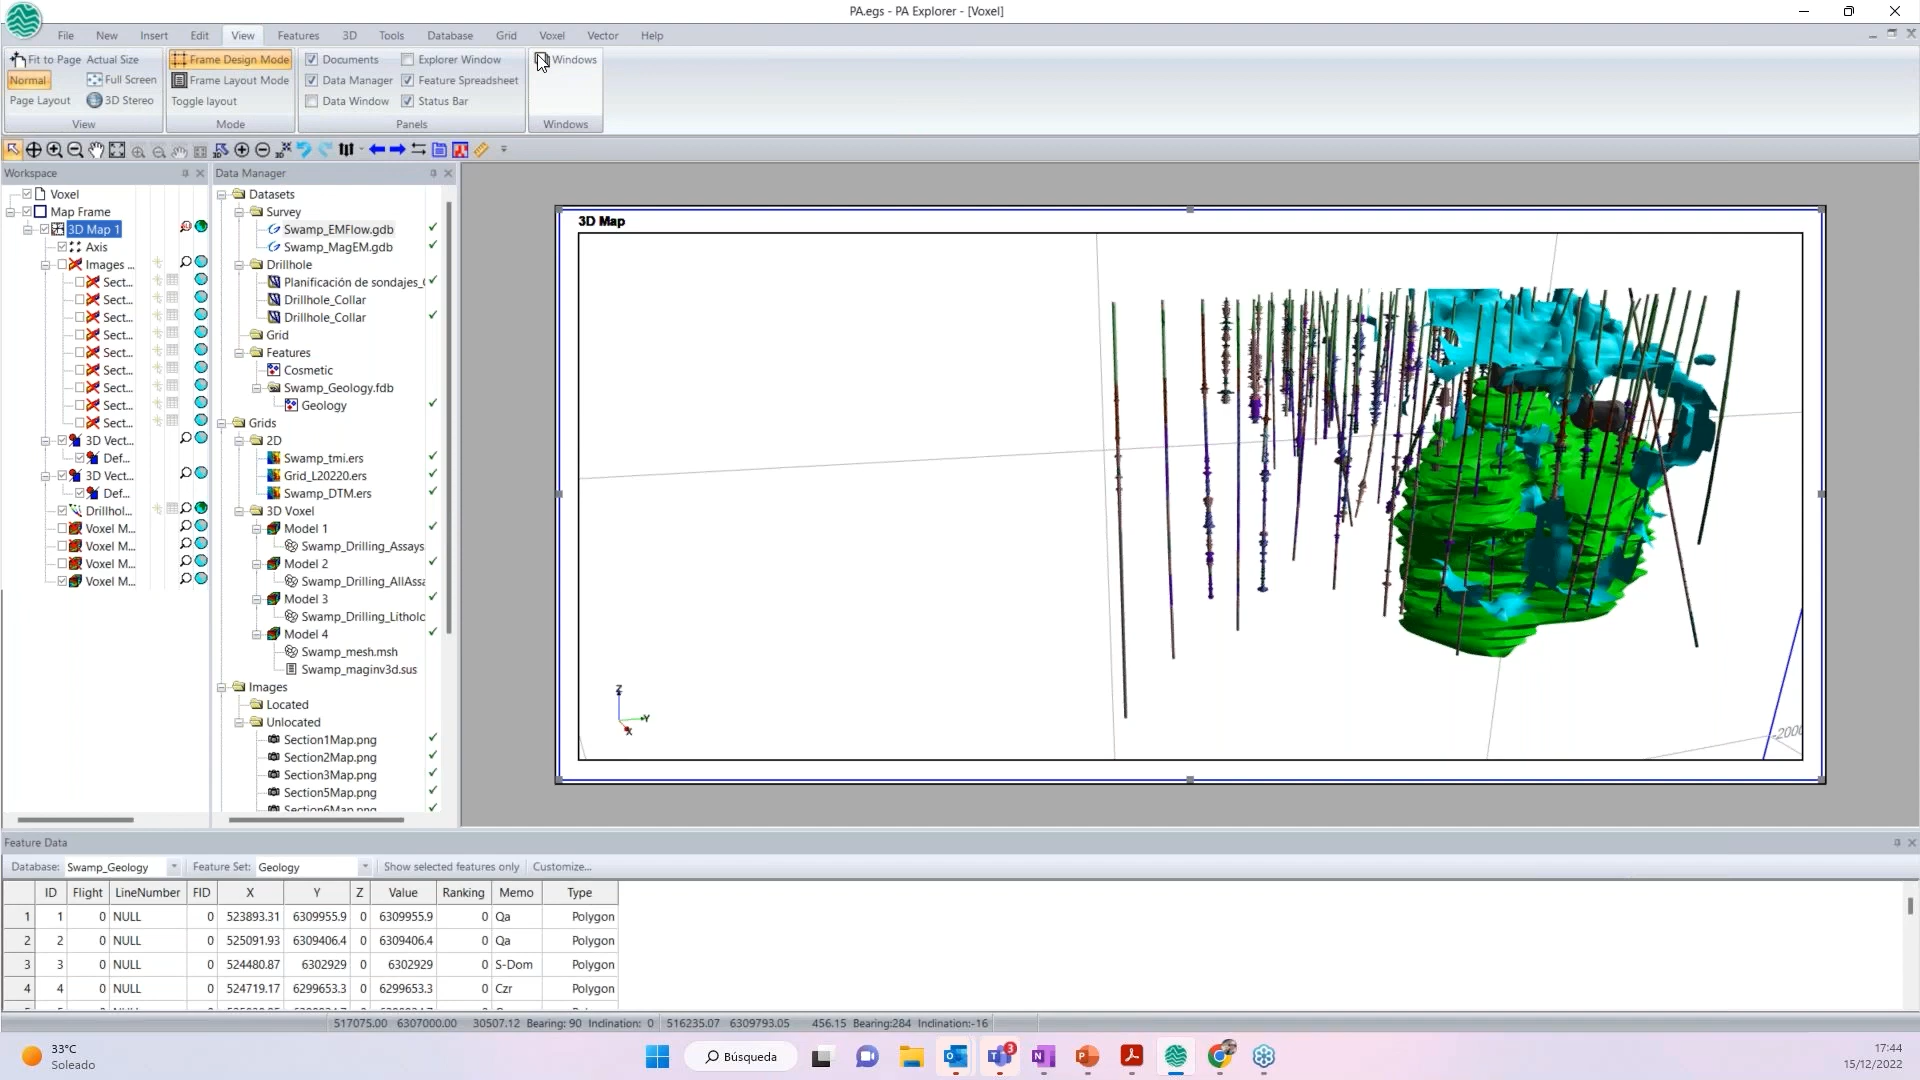 PA.egs - PA Explorer - [Voxel]
File New Insert Edit View Features 3D Tools Database Grid Voxel Vector Help
Fit to Page Actual Size
Normal Full Screen
Page Layout 3D Stereo
View
Frame Design Mode
Frame Layout Mode
Toggle layout
Mode
Documents Explorer Window
Data Manager Feature Spreadsheet
Data Window Status Bar
Panels
Windows
Windows
Workspace
Voxel
Map Frame
3D Map 1
Axis
Images ...
Sect...
Sect...
Sect...
Sect...
Sect...
Sect...
Sect...
Sect...
Sect...
3D Vect...
Def...
3D Vect...
Def...
Drillhol...
Voxel M...
Voxel M...
Voxel M...
Voxel M...
Data Manager
Datasets
Survey
Swamp_EMFlow.gdb
Swamp_MagEM.gdb
Drillhole
Planificación de sondajes_
Drillhole_Collar
Drillhole_Collar
Grid
Features
Cosmetic
Swamp_Geology.fdb
Geology
Grids
2D
Swamp_tmi.ers
Grid_L20220.ers
Swamp_DTM.ers
3D Voxel
Model 1
Swamp_Drilling_Assays
Model 2
Swamp_Drilling_AllAssa
Model 3
Swamp_Drilling_Litholo
Model 4
Swamp_mesh.msh
Swamp_maginv3d.sus
Images
Located
Unlocated
Section1Map.png
Section2Map.png
Section3Map.png
Section5Map.png
Section6Map.png
3D Map
Z
Y
X
-2000
Feature Data
Database: Swamp_Geology Feature Set: Geology Show selected features only Customize...
ID Flight LineNumber FID X Y Z Value Ranking Memo Type
1 1 0 NULL 0 523893.31 6309955.9 0 6309955.9 0 Qa Polygon
2 2 0 NULL 0 525091.93 6309406.4 0 6309406.4 0 Qa Polygon
3 3 0 NULL 0 524480.87 6302929 0 6302929 0 S-Dom Polygon
4 4 0 NULL 0 524719.17 6299653.3 0 6299653.3 0 Czr Polygon
517075.00 6307000.00 30507.12 Bearing: 90 Inclination: 0 516235.07 6309793.05 456.15 Bearing:284 Inclination:-16
33°C
Soleado
Búsqueda
3
17:44
15/12/2022